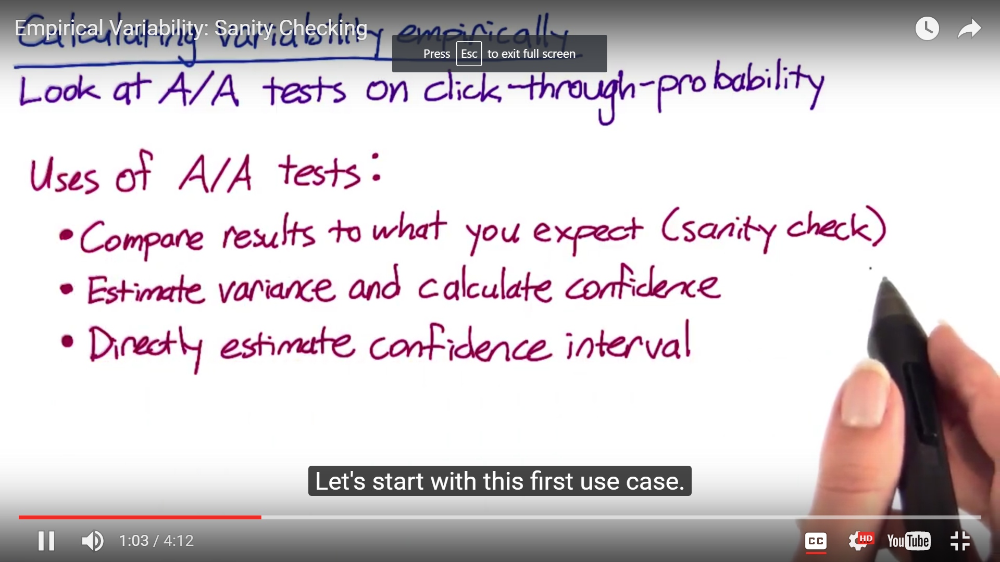 Empirical Variability: Sanity Checking
Calculating variability empirically
Press Esc to exit full screen
Look at A/A tests on click-through-probability
Uses of A/A tests:
• Compare results to what you expect (sanity check)
• Estimate variance and calculate confidence
• Directly estimate confidence interval
Let's start with this first use case.
1:03 / 4:12
CC
HD
YouTube